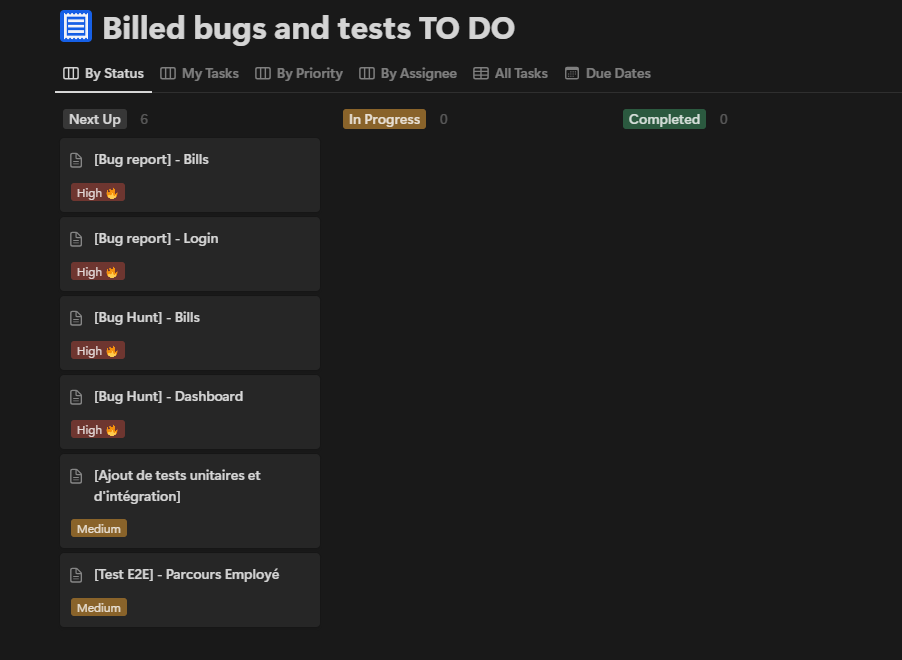 Billed bugs and tests TO DO
By Status My Tasks By Priority By Assignee All Tasks Due Dates
Next Up 6
[Bug report] - Bills
High 🔥
[Bug report] - Login
High 🔥
[Bug Hunt] - Bills
High 🔥
[Bug Hunt] - Dashboard
High 🔥
[Ajout de tests unitaires et
d'intégration]
Medium
[Test E2E] - Parcours Employé
Medium
In Progress 0
Completed 0